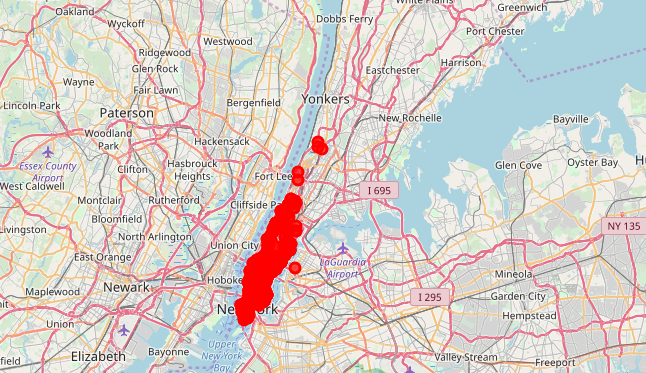 Oakland
Wyckoff
Dobbs Ferry
White Plains
Greenwich
Port Chester
Westwood
Ridgewood
Glen Rock
Harrison
Eastchester
Wayne
Fair Lawn
Bergenfield
Yonkers
Lincoln Park
Paterson
New Rochelle
Bayville
Woodland
Park
Hackensack
Essex County
Airport
Clifton
Hasbrouck
Heights
Fort Lee
Glen Cove
Oyster Bay
West Caldwell
I 695
Montclair
Rutherford
Cliffside Pa
Bloomfield
Livingston
North Arlington
NY 135
East Orange
Union City
LaGuardia
Airport
Mineola
Maplewood
Newark
Hoboke
I 295
Garden City
Union
New York
Hempstead
Elizabeth
Bayonne
Upper
New York
Bay
Valley Stream
Freeport
field